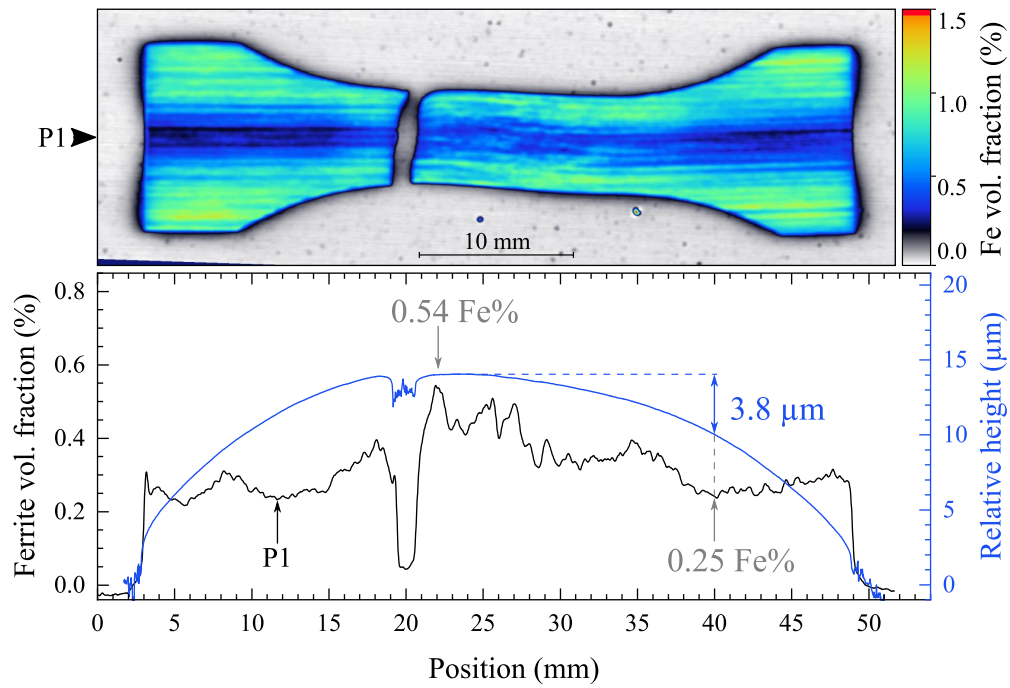 P1
10 mm
1.5
1.0
0.5
0.0
Fe vol. fraction (%)
0.8
0.6
0.4
0.2
0.0
Ferrite vol. fraction (%)
0.54 Fe%
3.8 µm
P1
0.25 Fe%
20
15
10
5
0
Relative height (µm)
0 5 10 15 20 25 30 35 40 45 50
Position (mm)